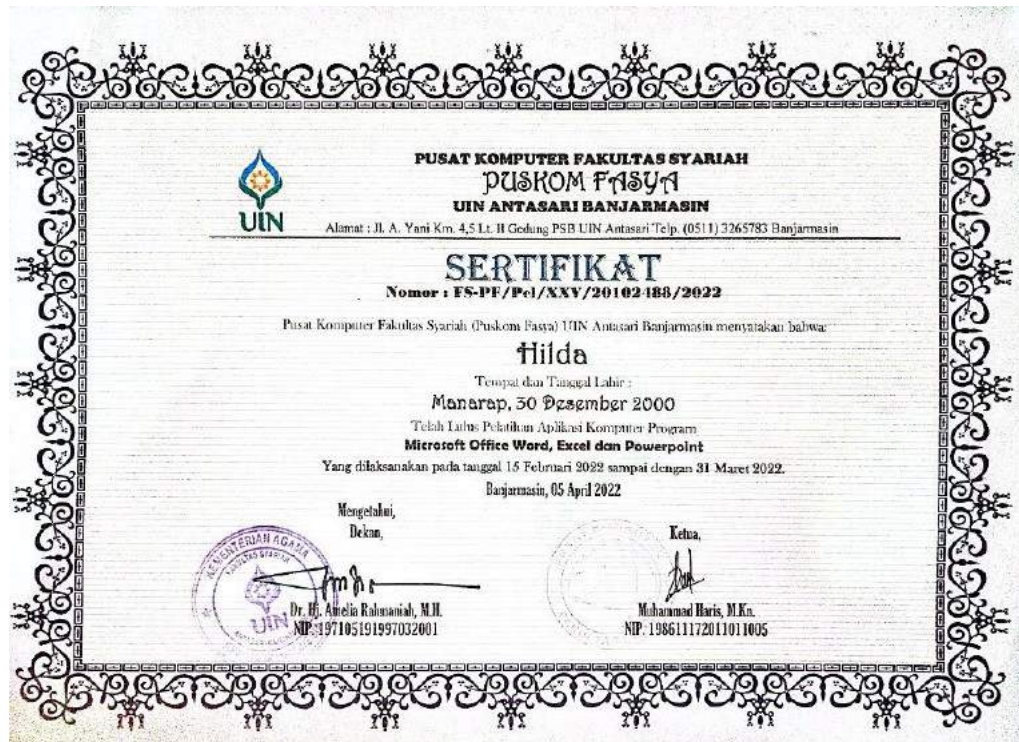 PUSAT KOMPUTER FAKULTAS SYARIAH
PUSKOM FASYA
UIN ANTASARI BANJARMASIN
UIN
Alamat : Jl. A. Yani Km. 4,5 Lt. II Gedung PSB UIN Antasari Telp. (0511) 3265783 Banjarmasin
SERTIFIKAT
Nomor : FS-PF/Pel/XXV/20102488/2022
Pusat Komputer Fakultas Syariah (Puskom Fasya) UIN Antasari Banjarmasin menyatakan bahwa:
Hilda
Tempat dan Tanggal Lahir :
Manarap, 30 Desember 2000
Telah Lulus Pelatihan Aplikasi Komputer Program
Microsoft Office Word, Excel dan Powerpoint
Yang dilaksanakan pada tanggal 15 Februari 2022 sampai dengan 31 Maret 2022.
Banjarmasin, 05 April 2022
Mengetahui,
Dekan,
Ketua,
KEMENTERIAN AGAMA
FAKULTAS SYARIAH
UIN
Dr. Hj. Amelia Rahmaniah, M.H.
NIP. 197105191997032001
Muhammad Haris, M.Kn.
NIP. 198611172011011005